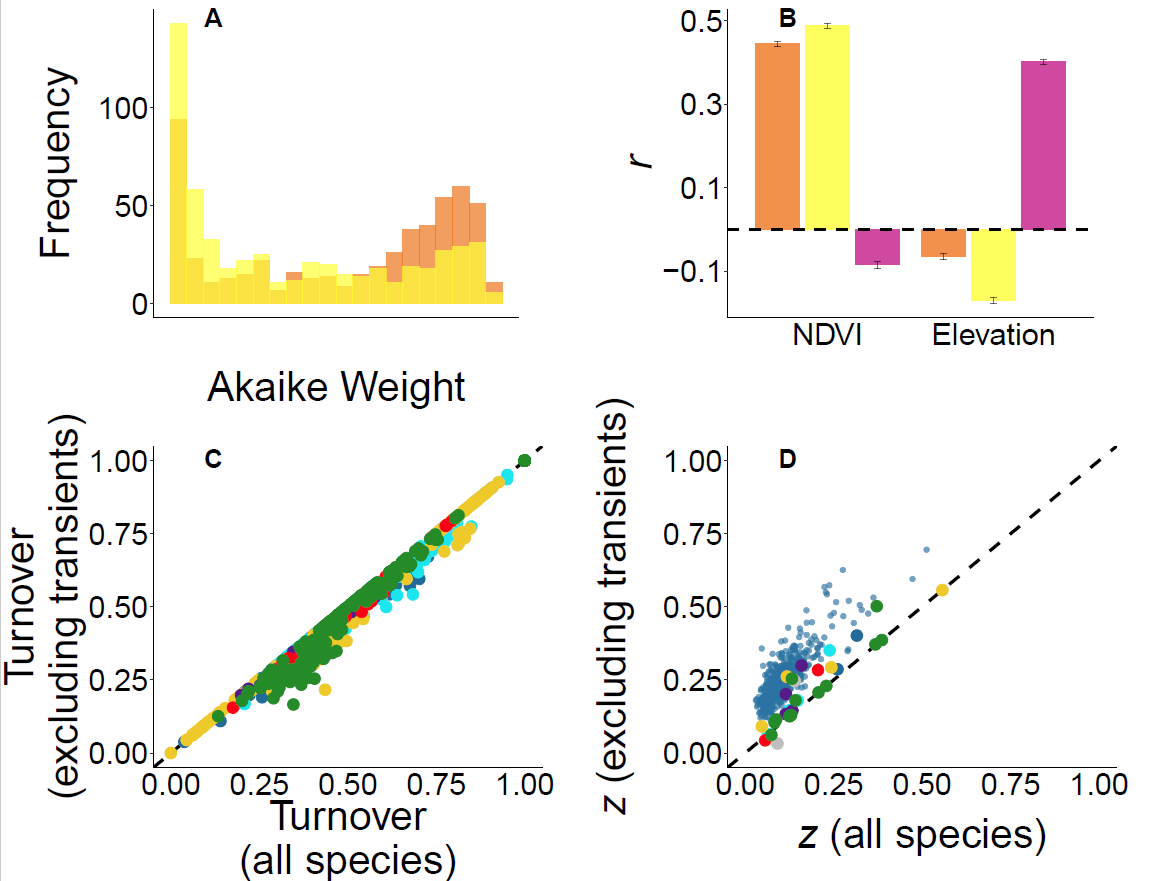 A
Frequency
100
50
0
Akaike Weight
B
r
0.5
0.3
0.1
−0.1
NDVI Elevation
C
Turnover
(excluding transients)
1.00
0.75
0.50
0.25
0.00
0.00 0.25 0.50 0.75 1.00
Turnover
(all species)
D
z (excluding transients)
1.00
0.75
0.50
0.25
0.00
0.00 0.25 0.50 0.75 1.00
z (all species)